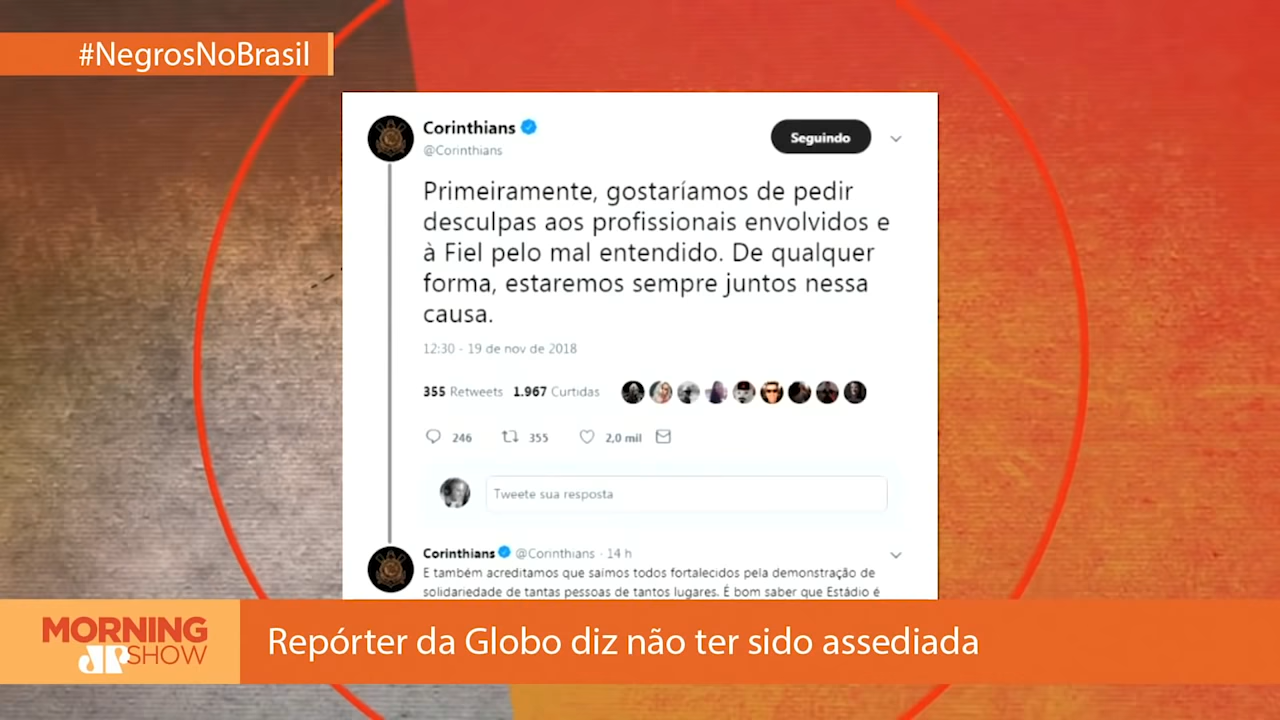 #NegrosNoBrasil
Corinthians
@Corinthians
Seguindo
Primeiramente, gostaríamos de pedir
desculpas aos profissionais envolvidos e
à Fiel pelo mal entendido. De qualquer
forma, estaremos sempre juntos nessa
causa.
12:30 - 19 de nov de 2018
355 Retweets 1.967 Curtidas
246 355 2,0 mil
Tweete sua resposta
Corinthians @Corinthians · 14 h
E também acreditamos que saímos todos fortalecidos pela demonstração de
solidariedade de tantas pessoas de tantos lugares. É bom saber que Estádio é
MORNING
JP SHOW
Repórter da Globo diz não ter sido assediada